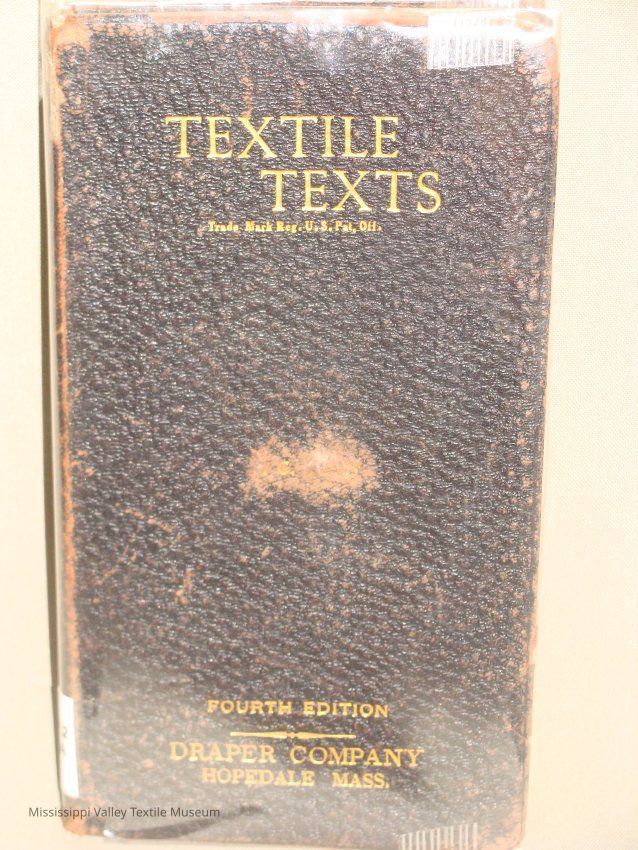 TEXTILE
TEXTS
Trade Mark Reg. U. S. Pat. Off.
FOURTH EDITION
DRAPER COMPANY
HOPEDALE MASS.
Mississippi Valley Textile Museum